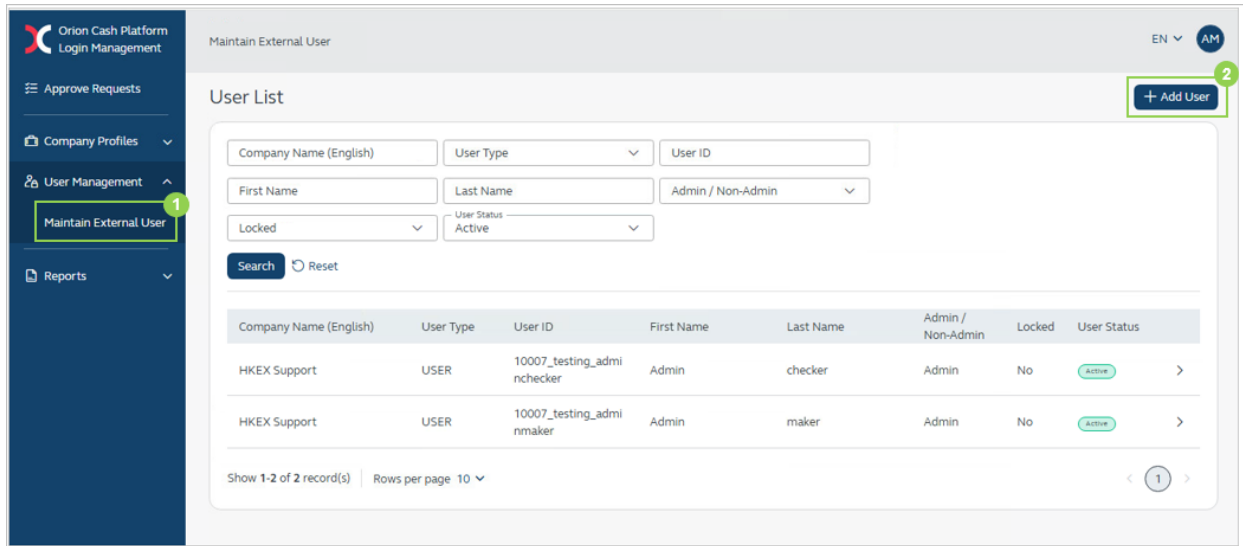 Orion Cash Platform
Login Management
Maintain External User
EN
AM
Approve Requests
User List
2
+ Add User
Company Profiles
Company Name (English)
User Type
User ID
User Management
First Name
Last Name
Admin / Non-Admin
1
Maintain External User
Locked
User Status
Active
Search
Reset
Reports
Company Name (English) User Type User ID First Name Last Name Admin / Locked User Status
Non-Admin
HKEX Support USER 10007_testing_admi Admin checker Admin No Active
nchecker
HKEX Support USER 10007_testing_admi Admin maker Admin No Active
nmaker
Show 1-2 of 2 record(s) Rows per page 10
< 1 >